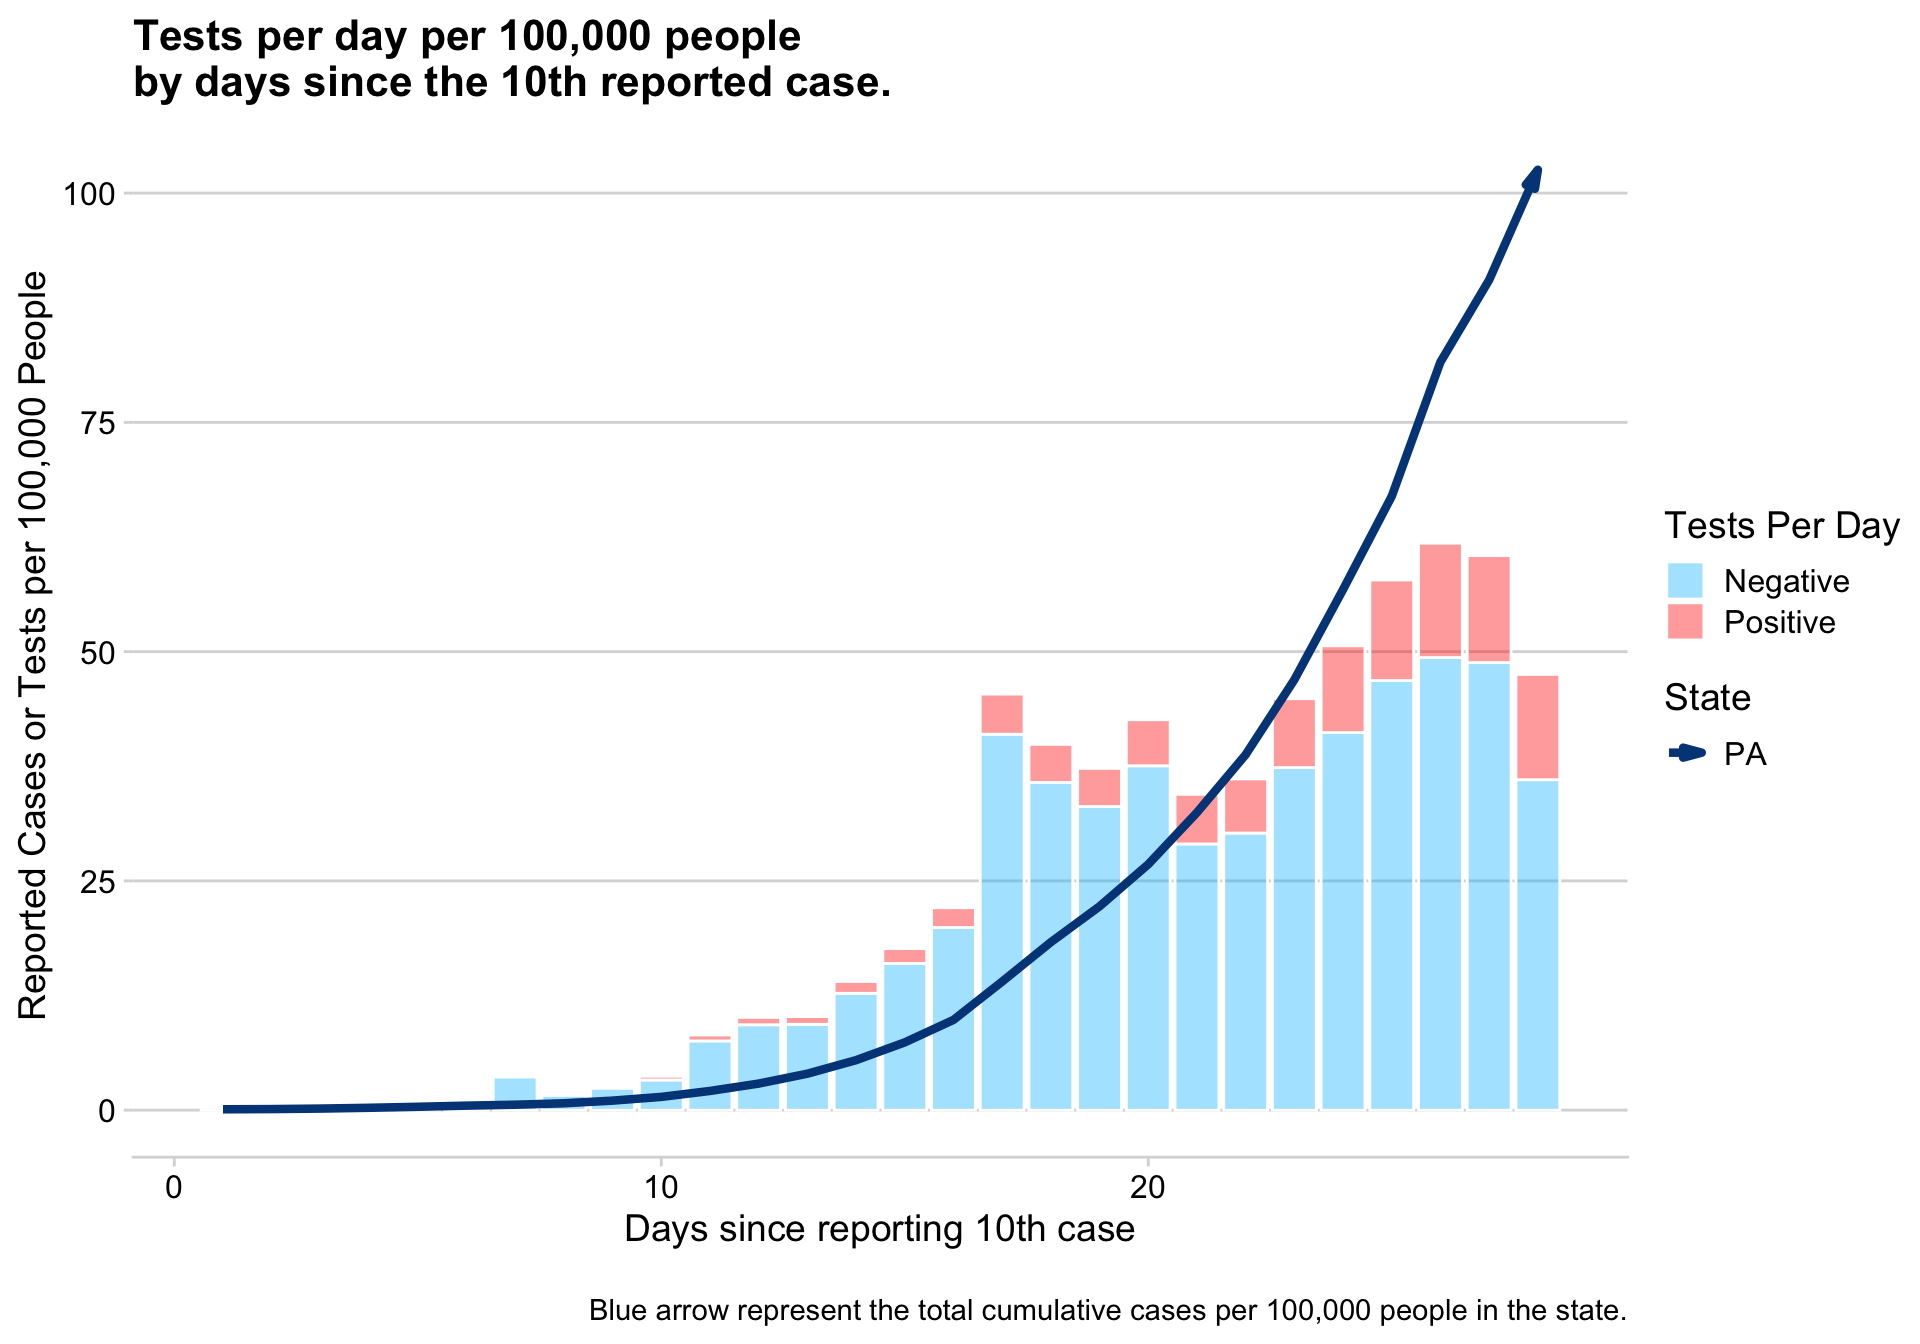 Tests per day per 100,000 people
by days since the 10th reported case.
Reported Cases or Tests per 100,000 People
100
75
50
25
0
0
10
20
Days since reporting 10th case
Tests Per Day
Negative
Positive
State
PA
Blue arrow represent the total cumulative cases per 100,000 people in the state.